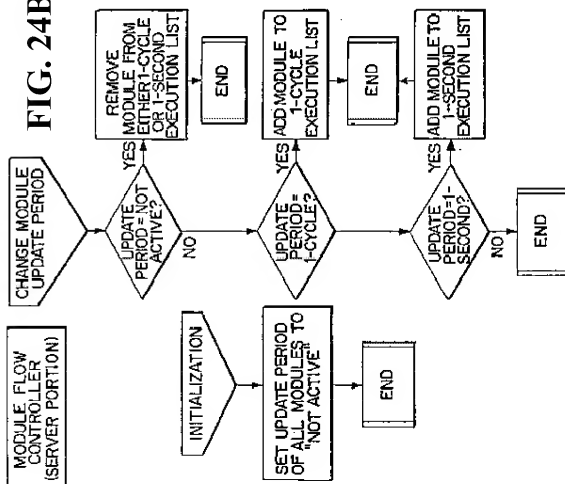 FIG. 24B
MODULE FLOW
CONTROLLER
(SERVER PORTION)
INITIALIZATION
SET UPDATE PERIOD
OF ALL MODULES TO
"NOT ACTIVE"
END
CHANGE MODULE
UPDATE PERIOD
UPDATE
PERIOD = NOT
ACTIVE?
YES
REMOVE
MODULE FROM
EITHER 1-CYCLE
OR 1-SECOND
EXECUTION LIST
END
NO
UPDATE
PERIOD=
1-CYCLE?
YES
ADD MODULE TO
1-CYCLE
EXECUTION LIST
END
UPDATE
PERIOD=1-
SECOND?
YES
ADD MODULE TO
1-SECOND
EXECUTION LIST
NO
END